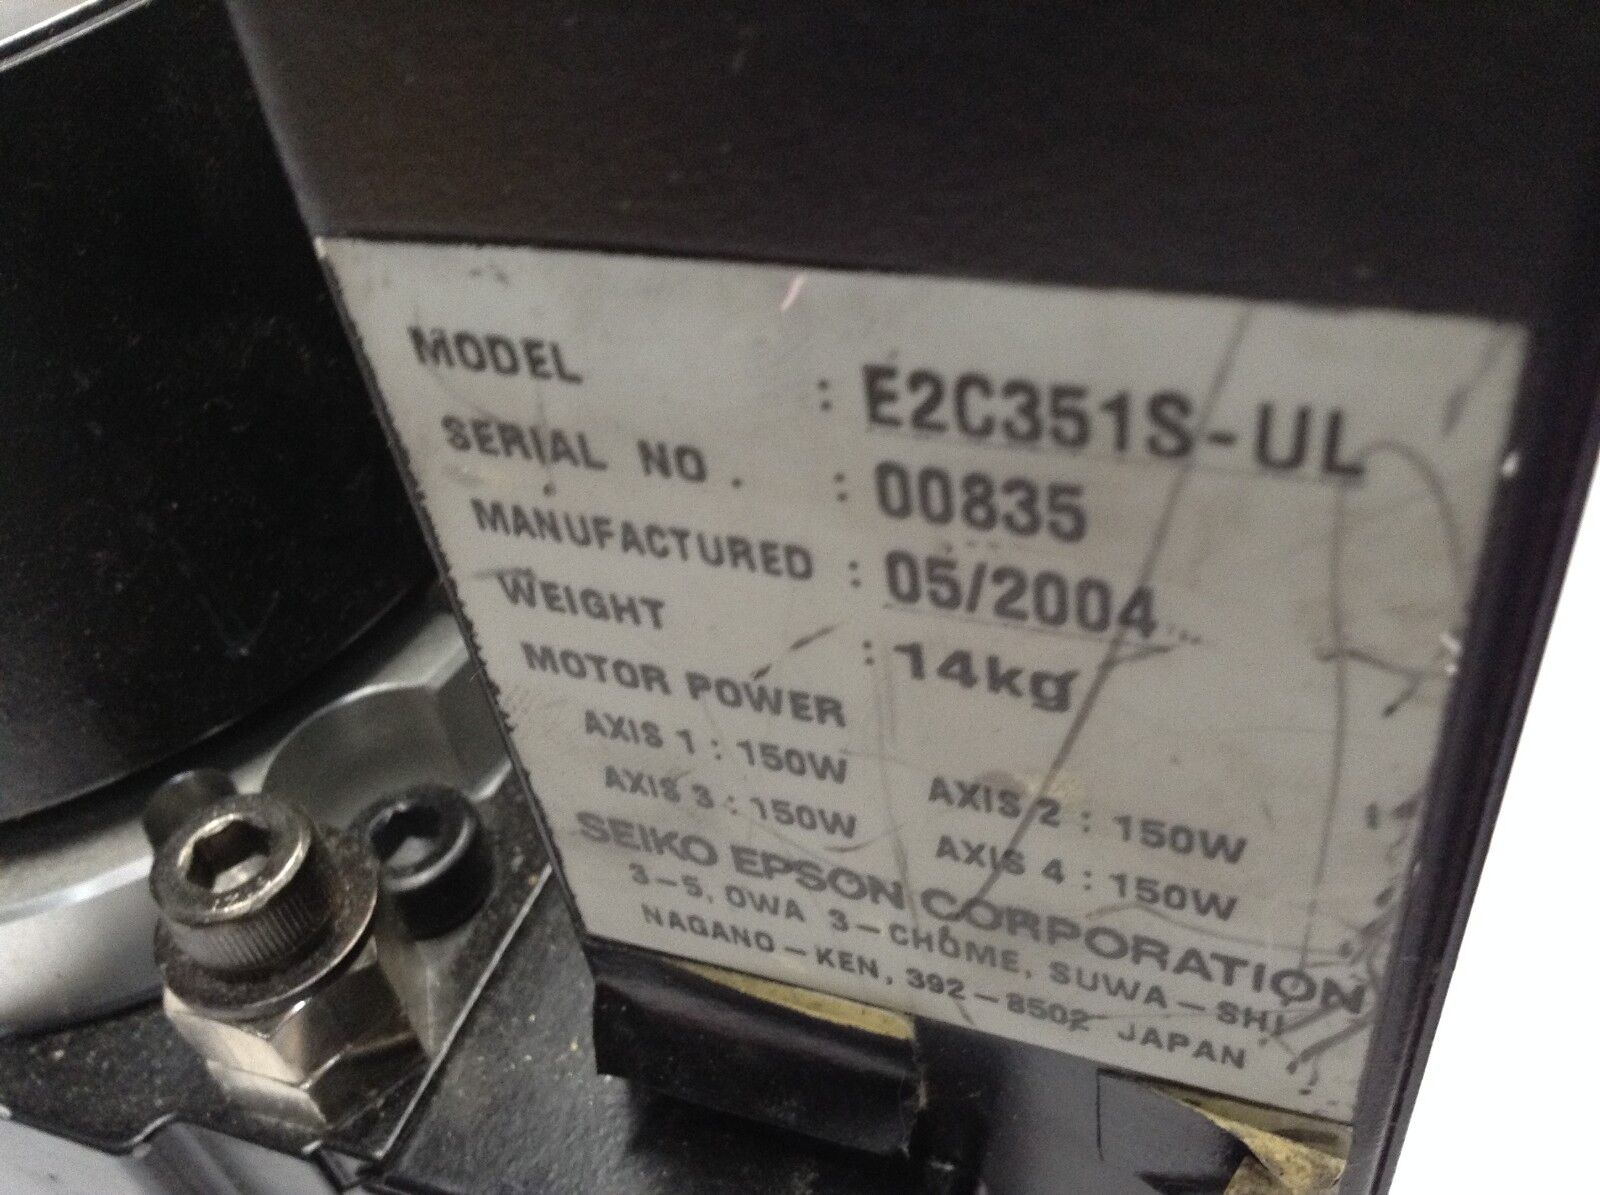 MODEL : E2C351S-UL
SERIAL NO. : 00835
MANUFACTURED : 05/2004
WEIGHT : 14kg
MOTOR POWER
AXIS 1 : 150W AXIS 2 : 150W
AXIS 3 : 150W AXIS 4 : 150W
SEIKO EPSON CORPORATION
3-5, OWA 3-CHOME, SUWA-SHI
NAGANO-KEN, 392-8502 JAPAN